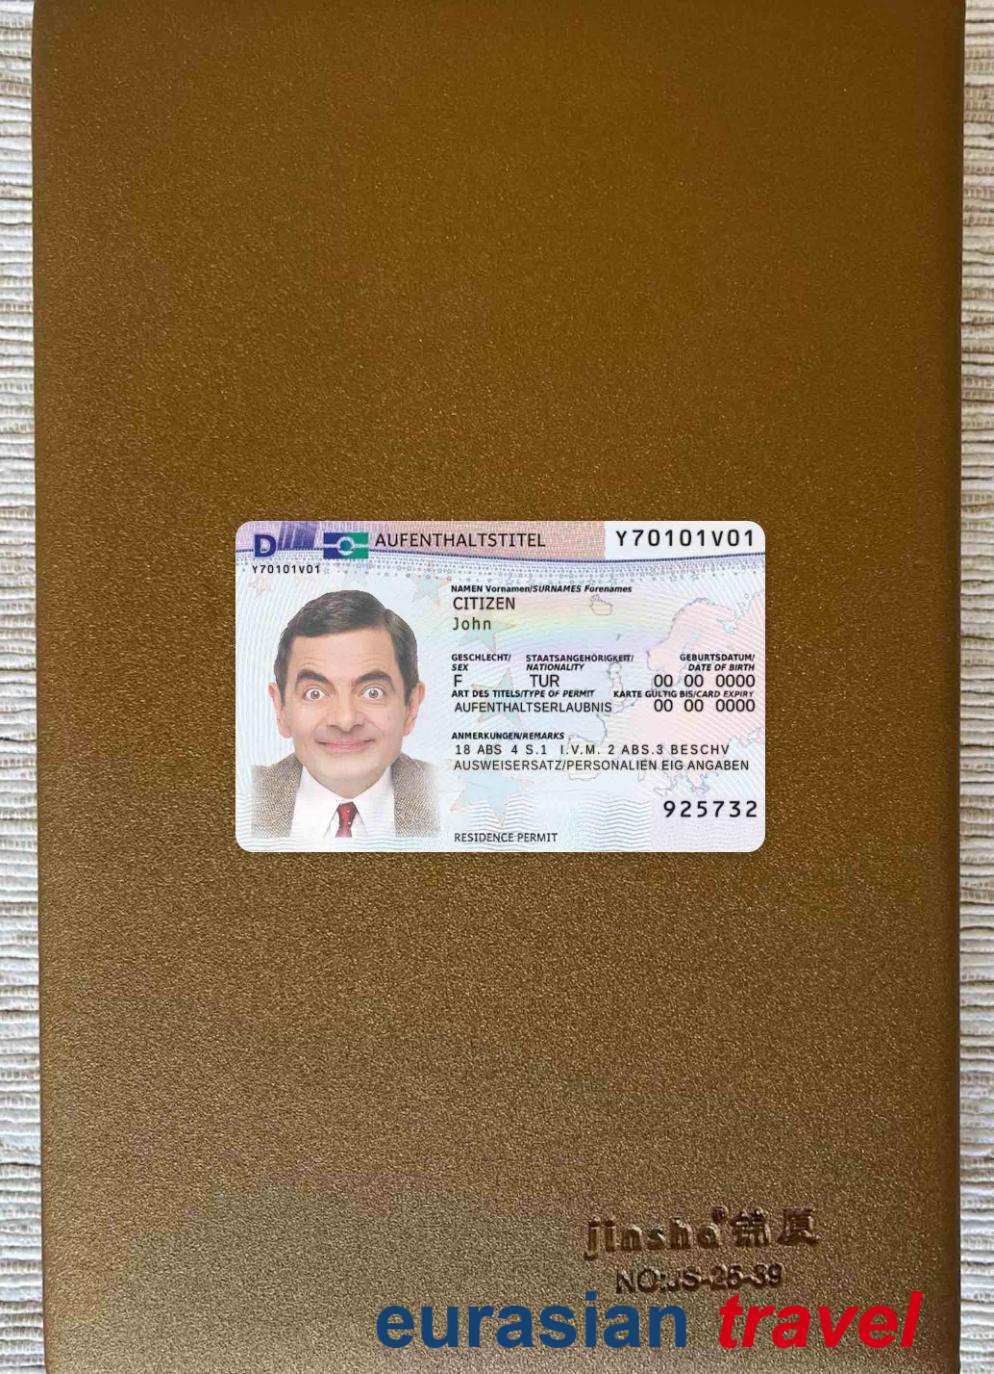 D AUFENTHALTSTITEL Y70101V01
Y70101V01
NAMEN Vornamen/SURNAMES Forenames
CITIZEN
John
GESCHLECHT/ STAATSANGEHÖRIGKEIT/ GEBURTSDATUM/
SEX NATIONALITY DATE OF BIRTH
F TUR 00 00 0000
ART DES TITELS/TYPE OF PERMIT KARTE GÜLTIG BIS/CARD EXPIRY
AUFENTHALTSERLAUBNIS 00 00 0000
ANMERKUNGEN/REMARKS
18 ABS 4 S.1 I.V.M. 2 ABS.3 BESCHV
AUSWEISERSATZ/PERSONALIEN EIG ANGABEN
925732
RESIDENCE PERMIT
jinsha® 锦厦
NO:JS-25-39
eurasian travel